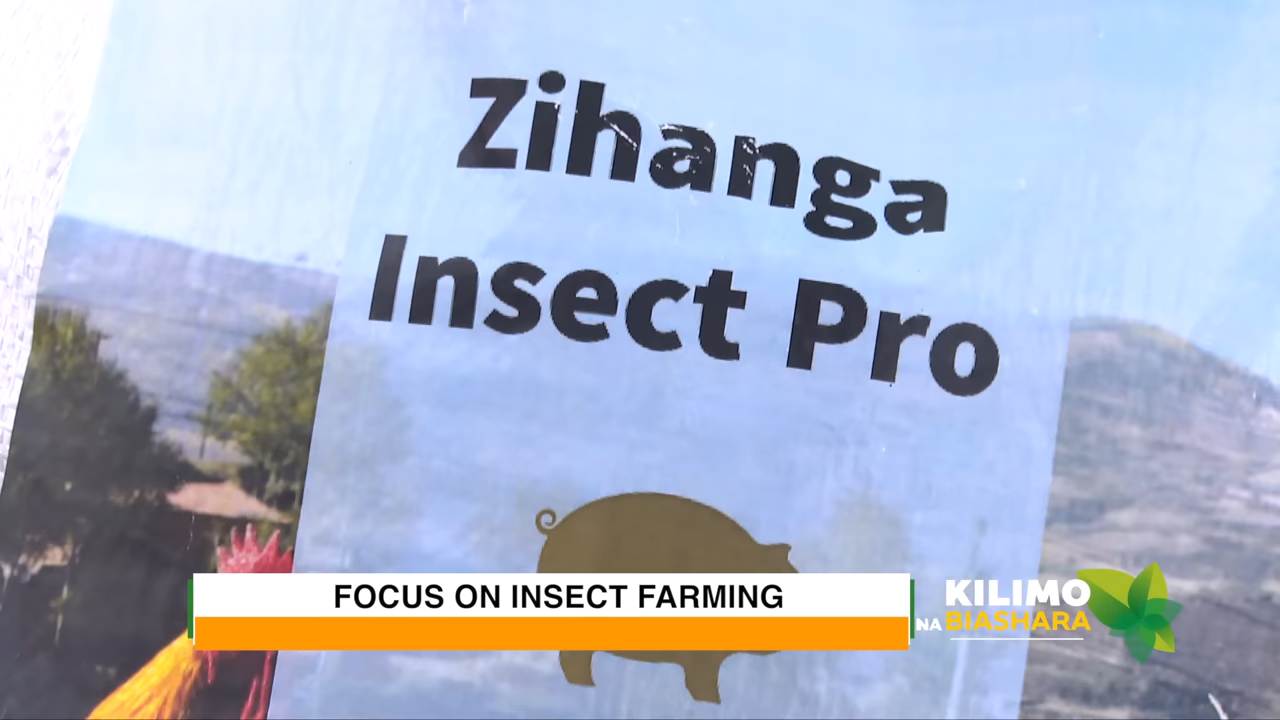 Zihanga
Insect Pro
FOCUS ON INSECT FARMING
KILIMO
NA BIASHARA